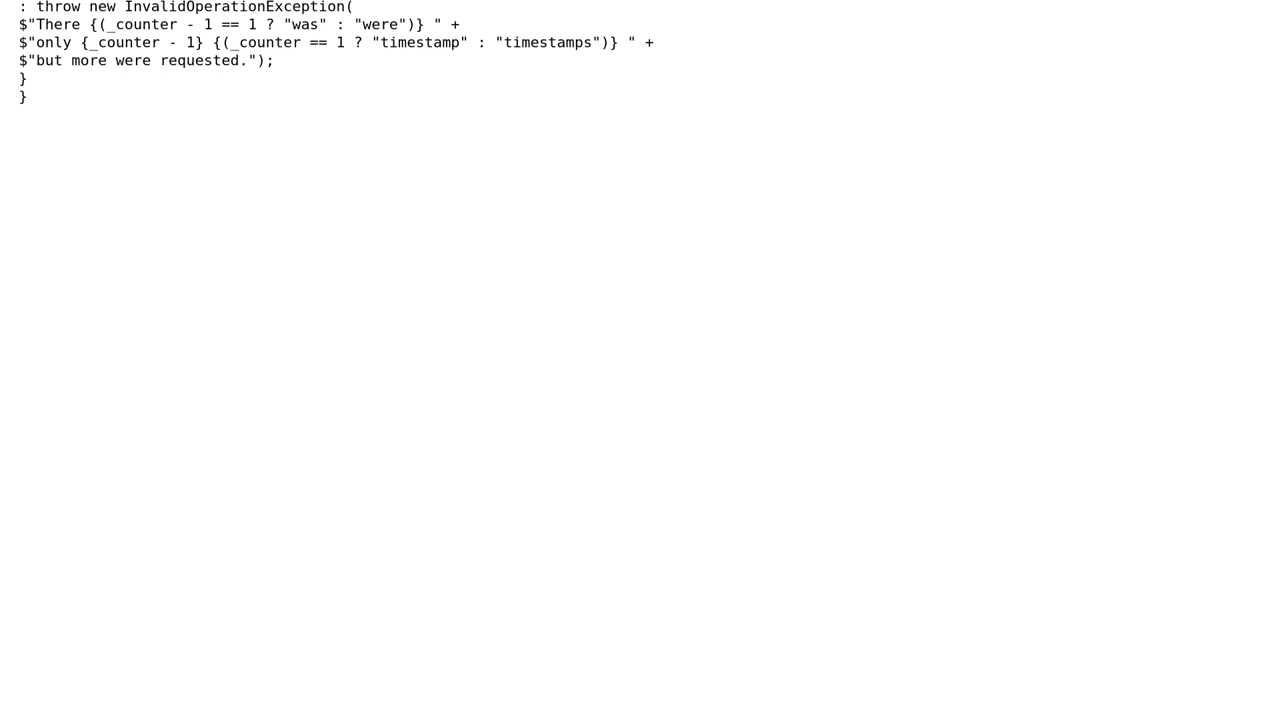 : throw new InvalidOperationException(
$"There {(_counter - 1 == 1 ? "was" : "were")} " +
$"only {_counter - 1} {(_counter == 1 ? "timestamp" : "timestamps")} " +
$"but more were requested.");
}
}